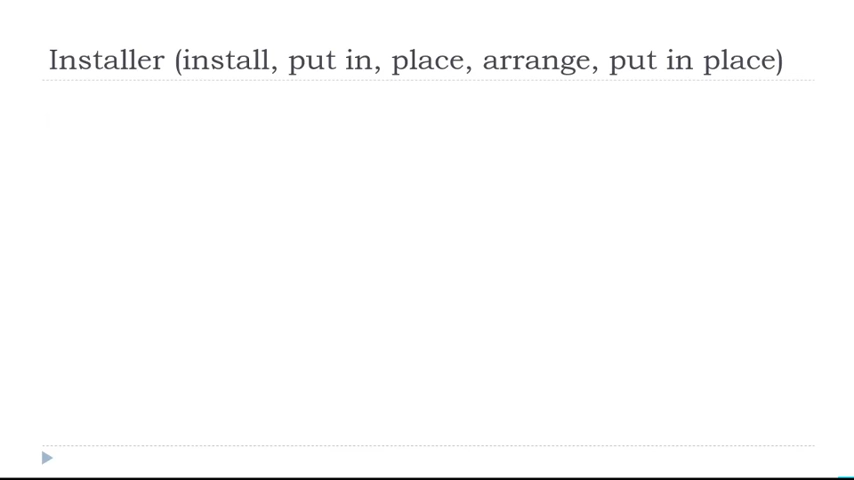 Installer (install, put in, place, arrange, put in place)